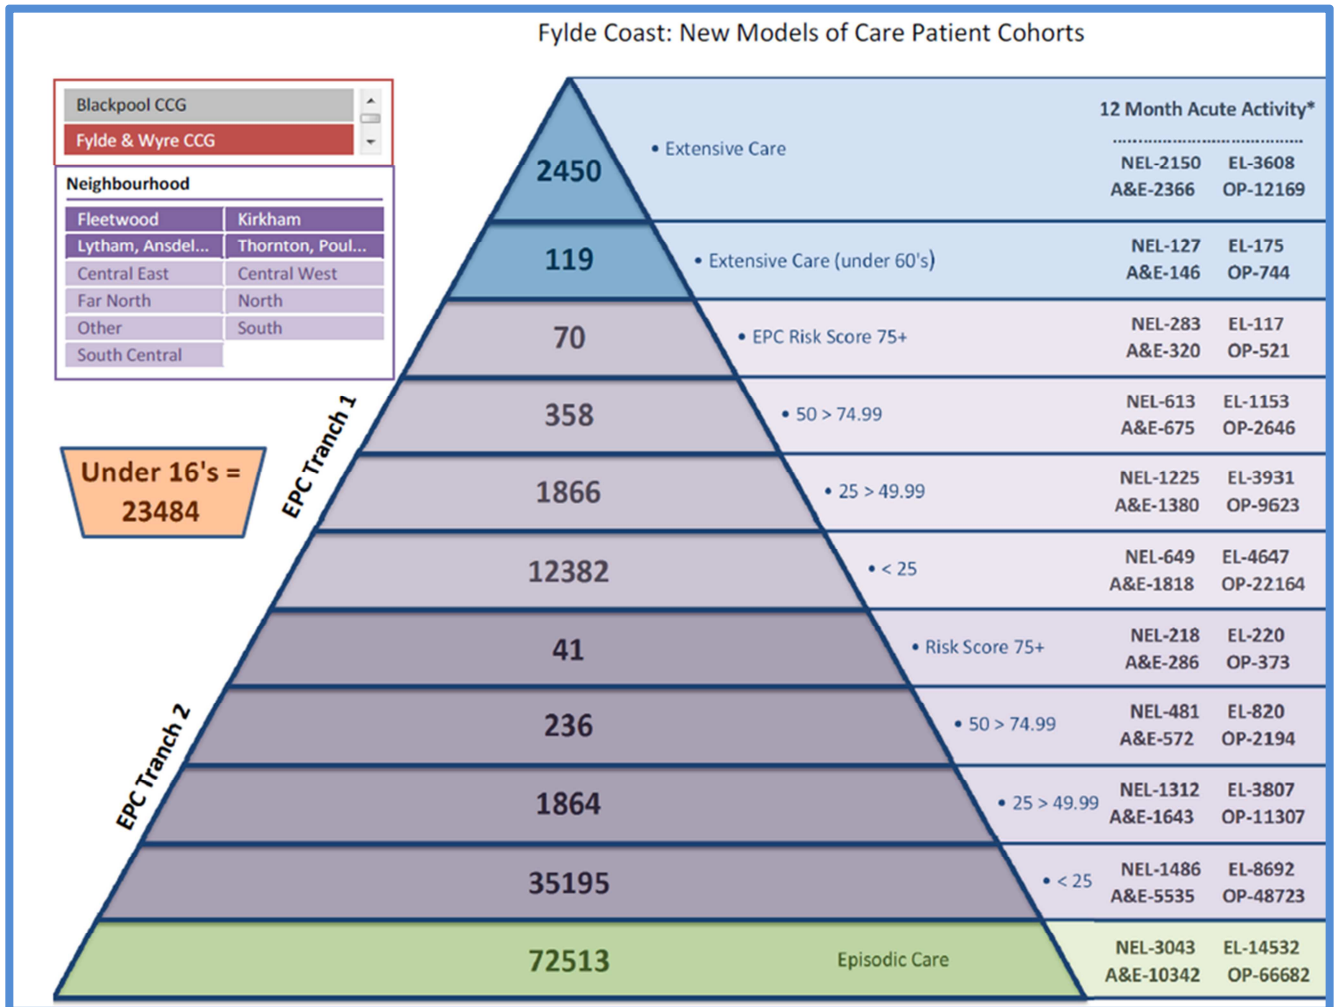 Fylde Coast: New Models of Care Patient Cohorts
Blackpool CCG
Fylde & Wyre CCG
Neighbourhood
Fleetwood Kirkham
Lytham, Ansdel... Thornton, Poul...
Central East Central West
Far North North
Other South
South Central
Under 16's =
23484
EPC Tranch 1
EPC Tranch 2
12 Month Acute Activity*
2450
• Extensive Care
NEL-2150 EL-3608
A&E-2366 OP-12169
119
• Extensive Care (under 60's)
NEL-127 EL-175
A&E-146 OP-744
70
• EPC Risk Score 75+
NEL-283 EL-117
A&E-320 OP-521
358
• 50 > 74.99
NEL-613 EL-1153
A&E-675 OP-2646
1866
• 25 > 49.99
NEL-1225 EL-3931
A&E-1380 OP-9623
12382
• < 25
NEL-649 EL-4647
A&E-1818 OP-22164
41
• Risk Score 75+
NEL-218 EL-220
A&E-286 OP-373
236
• 50 > 74.99
NEL-481 EL-820
A&E-572 OP-2194
1864
• 25 > 49.99
NEL-1312 EL-3807
A&E-1643 OP-11307
35195
• < 25
NEL-1486 EL-8692
A&E-5535 OP-48723
72513
Episodic Care
NEL-3043 EL-14532
A&E-10342 OP-66682